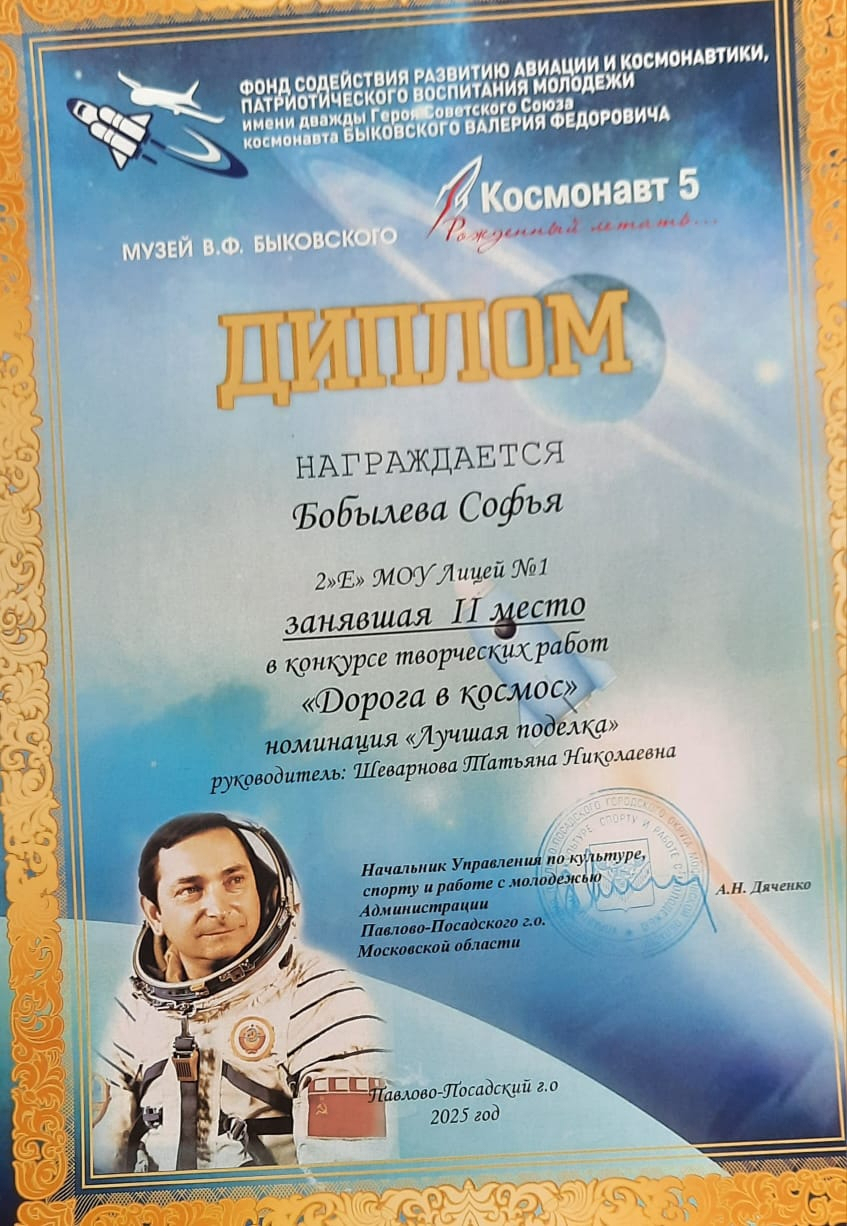 ФОНД СОДЕЙСТВИЯ РАЗВИТИЮ АВИАЦИИ И КОСМОНАВТИКИ,
ПАТРИОТИЧЕСКОГО ВОСПИТАНИЯ МОЛОДЕЖИ
имени дважды Героя Советского Союза
космонавта БЫКОВСКОГО ВАЛЕРИЯ ФЕДОРОВИЧА
Космонавт 5
Рожденный летать...
МУЗЕЙ В.Ф. БЫКОВСКОГО
ДИПЛОМ
НАГРАЖДАЕТСЯ
Бобылева Софья
2»Е» МОУ Лицей №1
занявшая II место
в конкурсе творческих работ
«Дорога в космос»
номинация «Лучшая поделка»
руководитель: Шеварнова Татьяна Николаевна
Начальник Управления по культуре,
спорту и работе с молодежью
Администрации
Павлово-Посадского г.о.
Московской области
А.Н. Дяченко
СССР
Павлово-Посадский г.о
2025 год